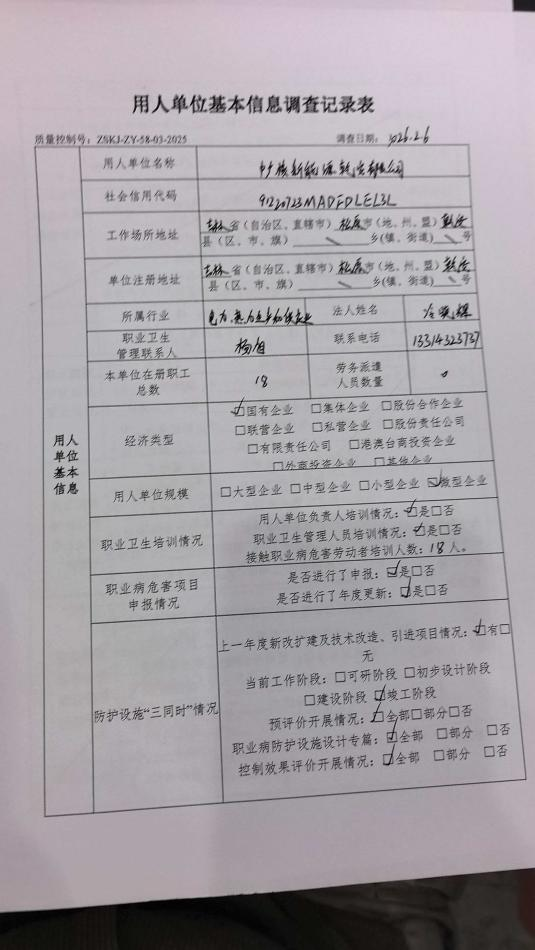 用人单位基本信息调查记录表
质量控制号：ZSKJ-ZY-58-03-2025 调查日期：2026.2.6
用人单位基本信息
用人单位名称 新能源乾安有限公司
社会信用代码 91220723MADFDLEL3L
工作场所地址 吉林省（自治区、直辖市）松原市（地、州、盟）乾安
县（区、市、旗） 乡(镇、街道) 号
单位注册地址 吉林省（自治区、直辖市）松原市（地、州、盟）乾安
县（区、市、旗） 乡(镇、街道) 号
所属行业 电力、热力生产和供应业 法人姓名
职业卫生管理联系人 杨 联系电话 13314323737
本单位在册职工总数 18 劳务派遣人员数量 0
经济类型 ☑国有企业 □集体企业 □股份合作企业
□联营企业 □私营企业 □股份责任公司
□有限责任公司 □港澳台商投资企业
□外商投资企业 □其他企业
用人单位规模 □大型企业 □中型企业 □小型企业 ☑微型企业
职业卫生培训情况 用人单位负责人培训情况：☑是□否
职业卫生管理人员培训情况：☑是□否
接触职业病危害劳动者培训人数：18人。
职业病危害项目申报情况 是否进行了申报：☑是□否
是否进行了年度更新：☑是□否
防护设施“三同时”情况 上一年度新改扩建及技术改造、引进项目情况：☑有□
无
当前工作阶段：□可研阶段 □初步设计阶段
□建设阶段 ☑竣工阶段
预评价开展情况：☑全部□部分□否
职业病防护设施设计专篇：☑全部 □部分 □否
控制效果评价开展情况：☑全部 □部分 □否